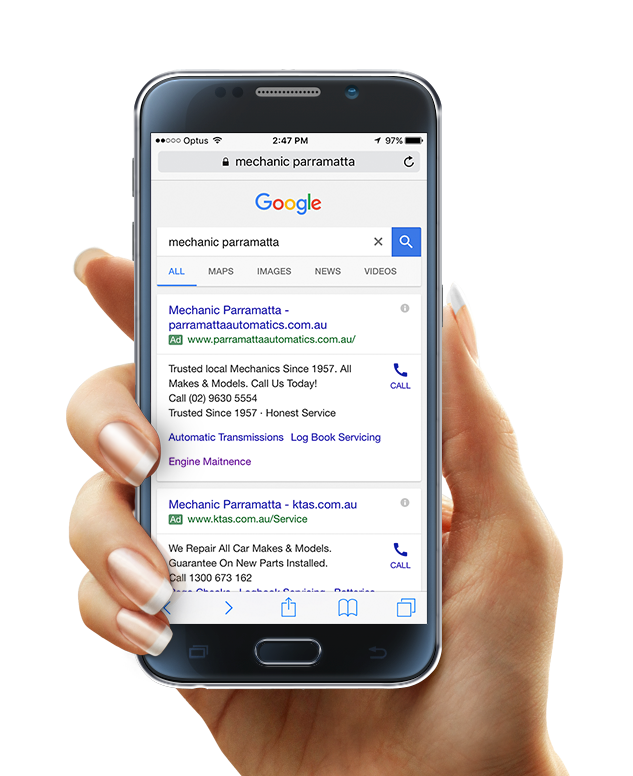 Optus 2:47 PM 97%
mechanic parramatta
Google
mechanic parramatta
ALL MAPS IMAGES NEWS VIDEOS
Mechanic Parramatta -
parramattaautomatics.com.au
Ad www.parramattaautomatics.com.au/
Trusted local Mechanics Since 1957. All
Makes & Models. Call Us Today!
Call (02) 9630 5554
Trusted Since 1957 · Honest Service
CALL
Automatic Transmissions Log Book Servicing
Engine Maitnence
Mechanic Parramatta - ktas.com.au
Ad www.ktas.com.au/Service
We Repair All Car Makes & Models.
Guarantee On New Parts Installed.
Call 1300 673 162
CALL
Logbook Servicing Batteries